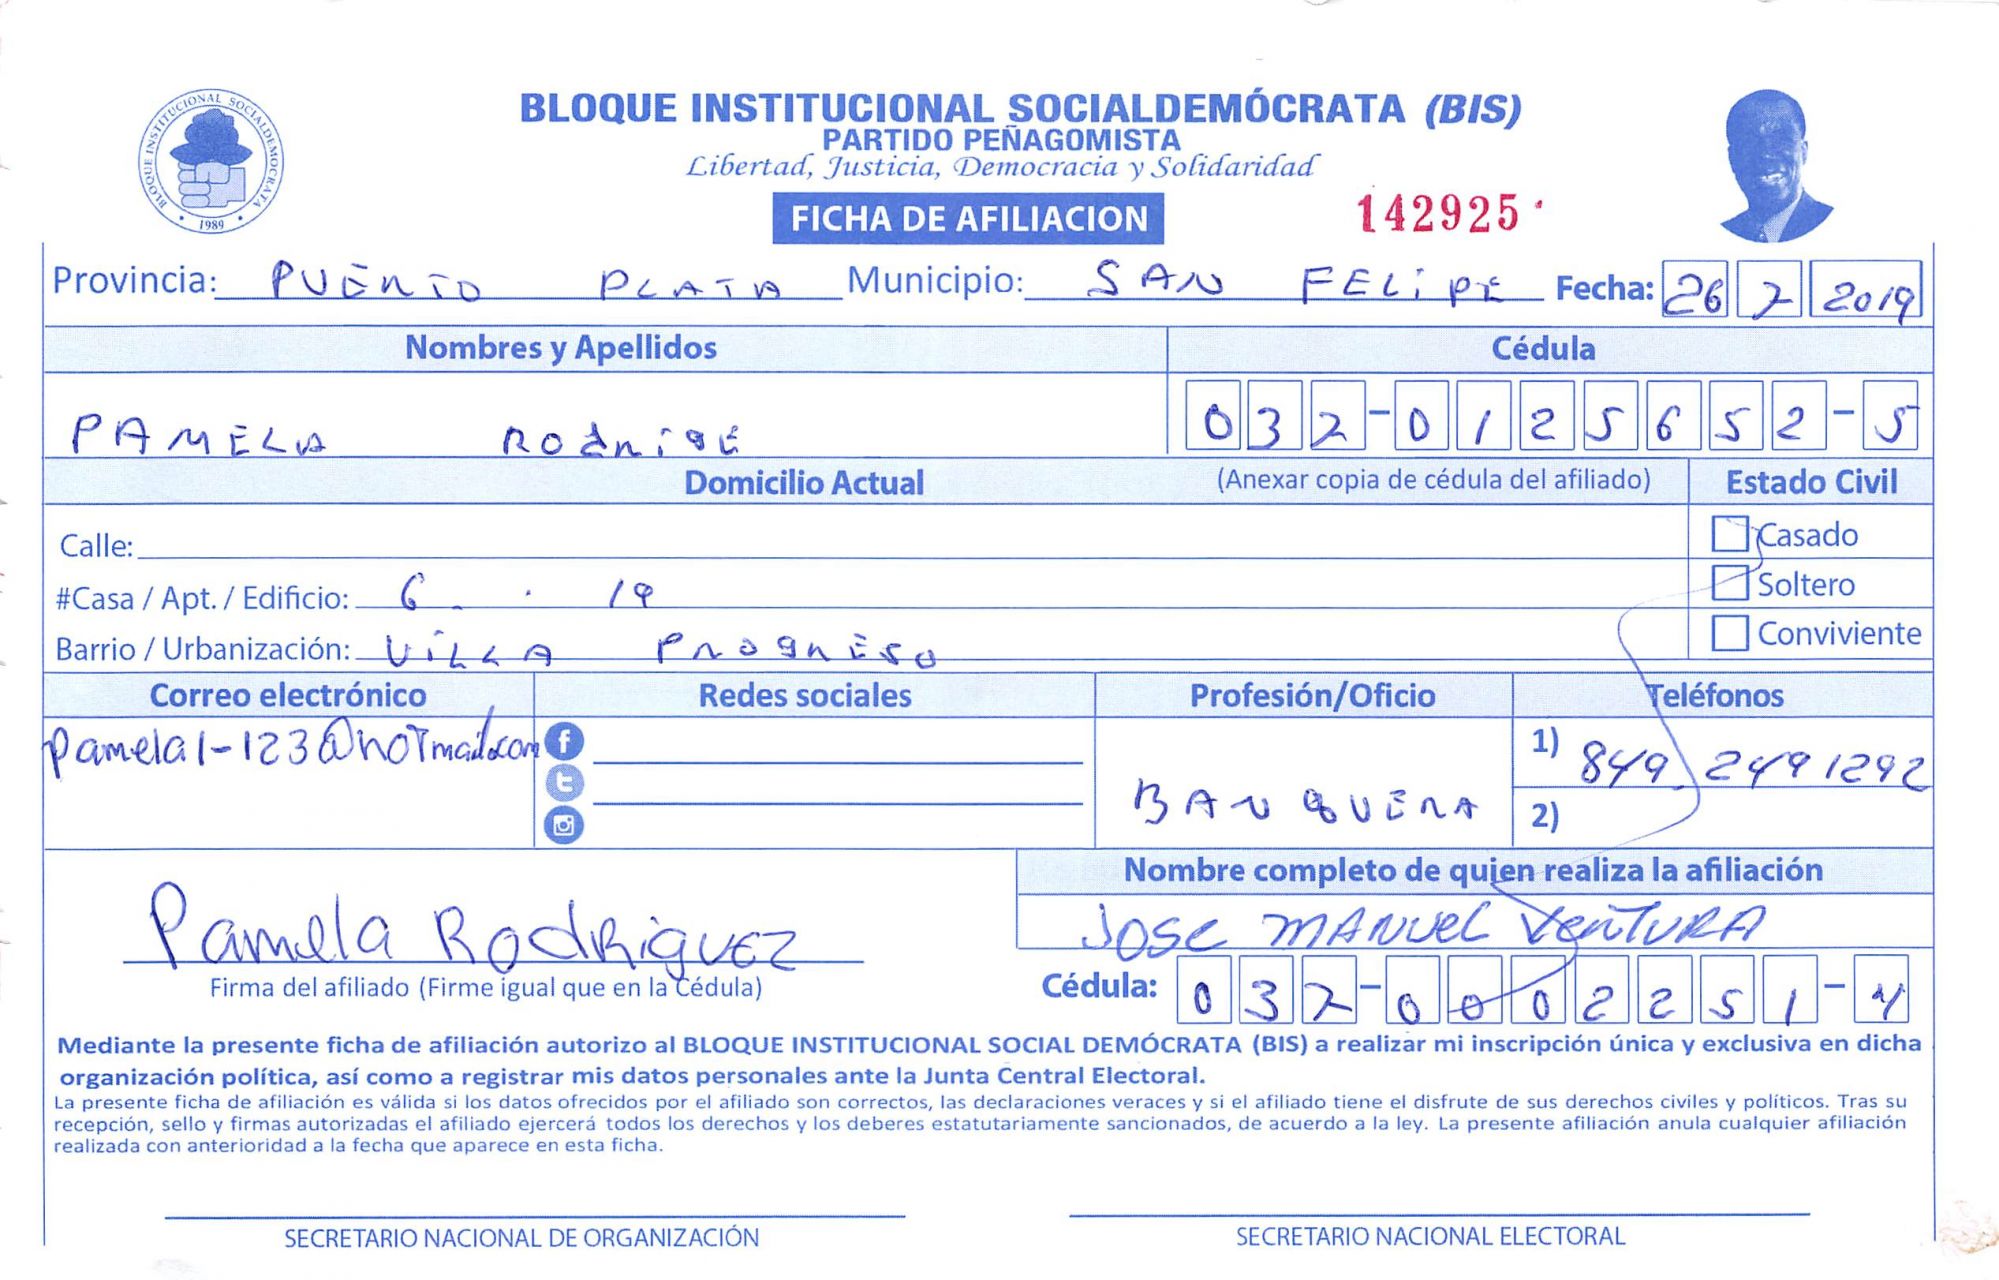 BLOQUE INSTITUCIONAL SOCIALDEMOCRATA
1989
BLOQUE INSTITUCIONAL SOCIALDEMÓCRATA (BIS)
PARTIDO PEÑAGOMISTA
Libertad, Justicia, Democracia y Solidaridad
FICHA DE AFILIACION 142925
Provincia: PUERTO PLATA Municipio: SAN FELIPE Fecha: 26 7 2019
Nombres y Apellidos Cédula
PAMELA RODRIGE 032-0125652-5
Domicilio Actual (Anexar copia de cédula del afiliado) Estado Civil
Calle: Casado
#Casa / Apt. / Edificio: 6 . 19 Soltero
Barrio / Urbanización: VILLA PROGRESO Conviviente
Correo electrónico Redes sociales Profesión/Oficio Teléfonos
pamela1-123@hotmail.com BANQUERA 1) 849 2491292
2)
Nombre completo de quien realiza la afiliación
Pamela Rodriguez JOSE MANUEL VENTURA
Firma del afiliado (Firme igual que en la Cédula) Cédula: 037-0002251-4
Mediante la presente ficha de afiliación autorizo al BLOQUE INSTITUCIONAL SOCIAL DEMÓCRATA (BIS) a realizar mi inscripción única y exclusiva en dicha
organización política, así como a registrar mis datos personales ante la Junta Central Electoral.
La presente ficha de afiliación es válida si los datos ofrecidos por el afiliado son correctos, las declaraciones veraces y si el afiliado tiene el disfrute de sus derechos civiles y políticos. Tras su
recepción, sello y firmas autorizadas el afiliado ejercerá todos los derechos y los deberes estatutariamente sancionados, de acuerdo a la ley. La presente afiliación anula cualquier afiliación
realizada con anterioridad a la fecha que aparece en esta ficha.
SECRETARIO NACIONAL DE ORGANIZACIÓN SECRETARIO NACIONAL ELECTORAL